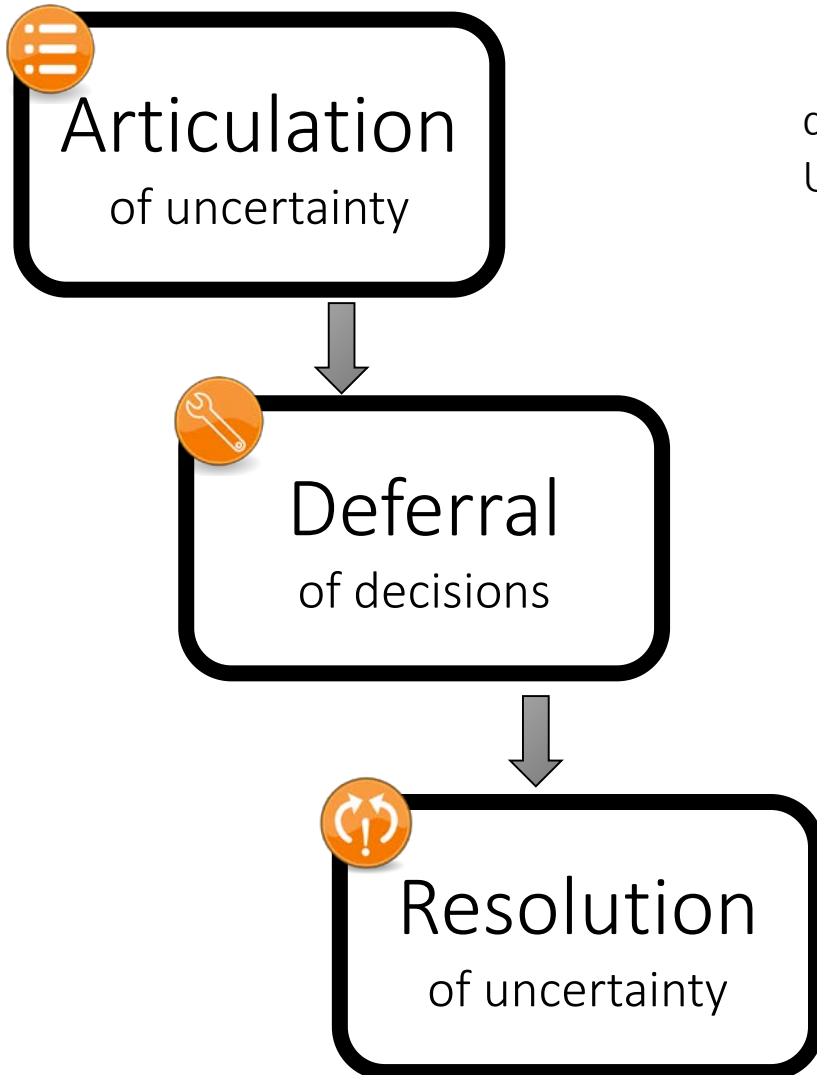 Articulation
of uncertainty
Deferral
of decisions
Resolution
of uncertainty